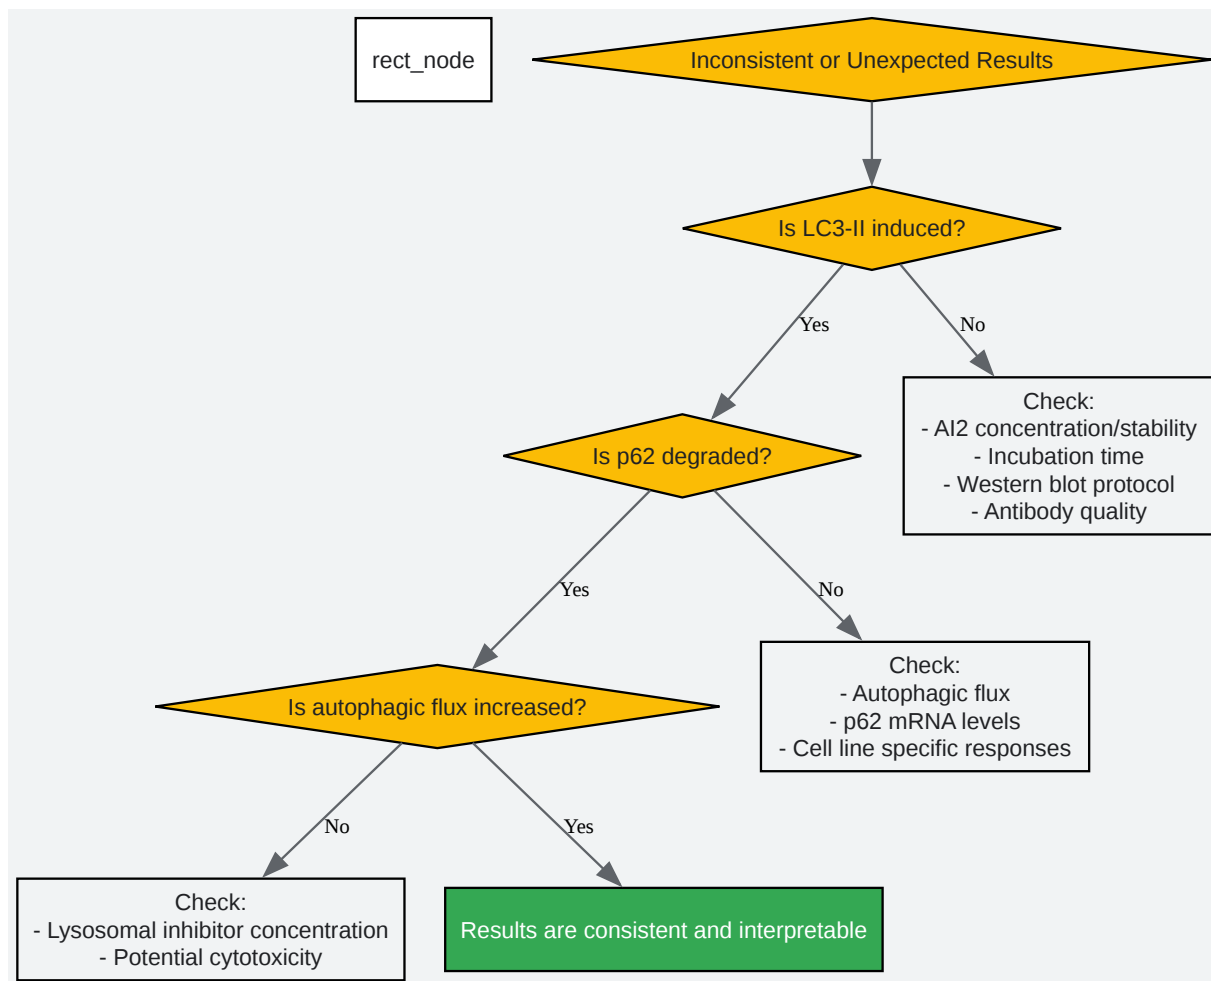 rect_node
Inconsistent or Unexpected Results
Is LC3-II induced?
Yes
No
Check:
- AI2 concentration/stability
- Incubation time
- Western blot protocol
- Antibody quality
Is p62 degraded?
Yes
No
Check:
- Autophagic flux
- p62 mRNA levels
- Cell line specific responses
Is autophagic flux increased?
No
Yes
Check:
- Lysosomal inhibitor concentration
- Potential cytotoxicity
Results are consistent and interpretable